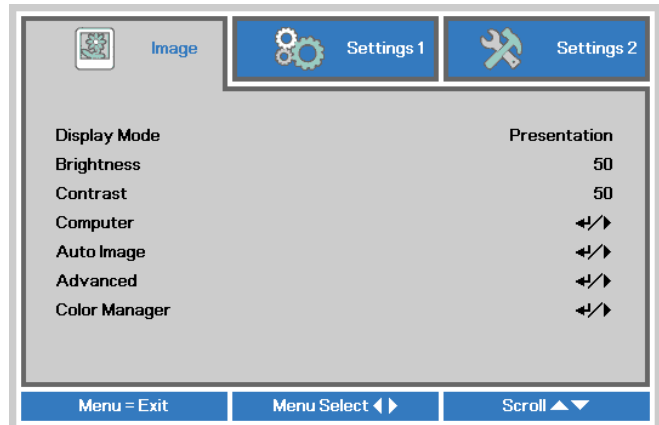 Image
Settings 1
Settings 2
Display Mode Presentation
Brightness 50
Contrast 50
Computer ↵/▶
Auto Image ↵/▶
Advanced ↵/▶
Color Manager ↵/▶
Menu = Exit
Menu Select ◀▶
Scroll ▲▼